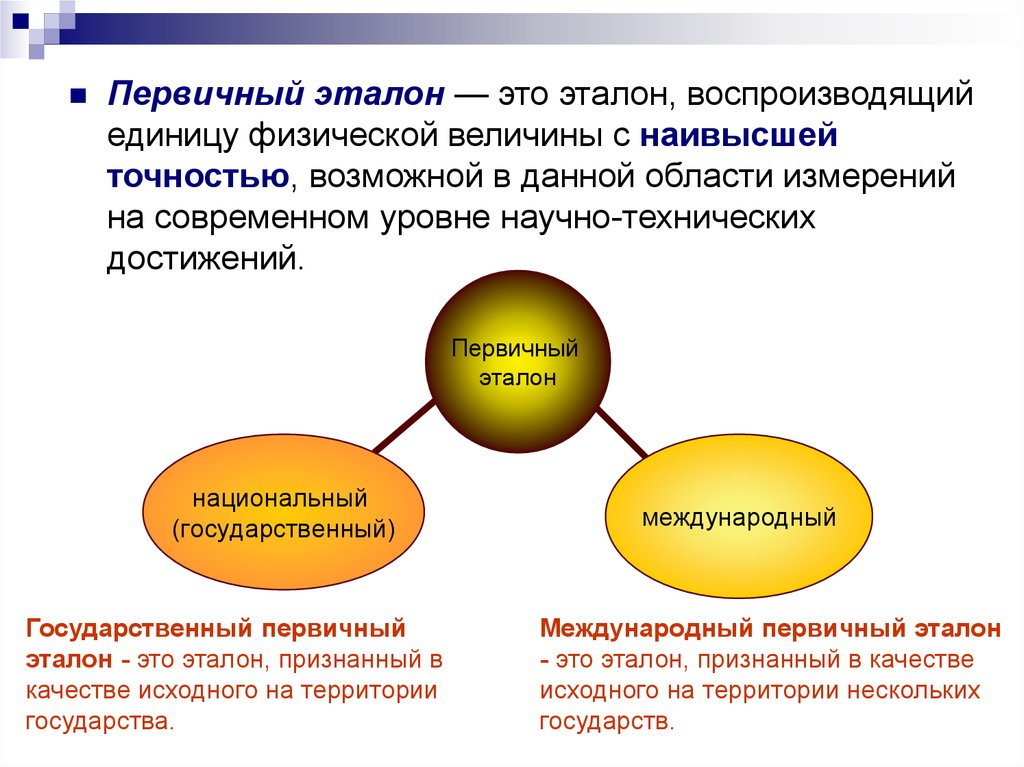 Первичный эталон — это эталон, воспроизводящий
единицу физической величины с наивысшей
точностью, возможной в данной области измерений
на современном уровне научно-технических
достижений.
Первичный
эталон
национальный
(государственный)
международный
Государственный первичный
эталон - это эталон, признанный в
качестве исходного на территории
государства.
Международный первичный эталон
- это эталон, признанный в качестве
исходного на территории нескольких
государств.